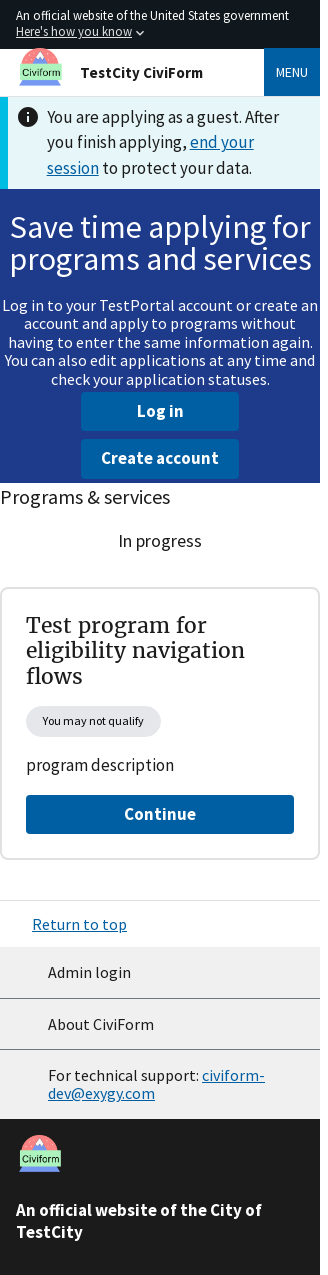 An official website of the United States government
Here's how you know
Civiform
TestCity CiviForm
MENU
You are applying as a guest. After
you finish applying, end your
session to protect your data.
Save time applying for
programs and services
Log in to your TestPortal account or create an
account and apply to programs without
having to enter the same information again.
You can also edit applications at any time and
check your application statuses.
Log in
Create account
Programs & services
In progress
Test program for
eligibility navigation
flows
You may not qualify
program description
Continue
Return to top
Admin login
About CiviForm
For technical support: civiform-
dev@exygy.com
Civiform
An official website of the City of
TestCity